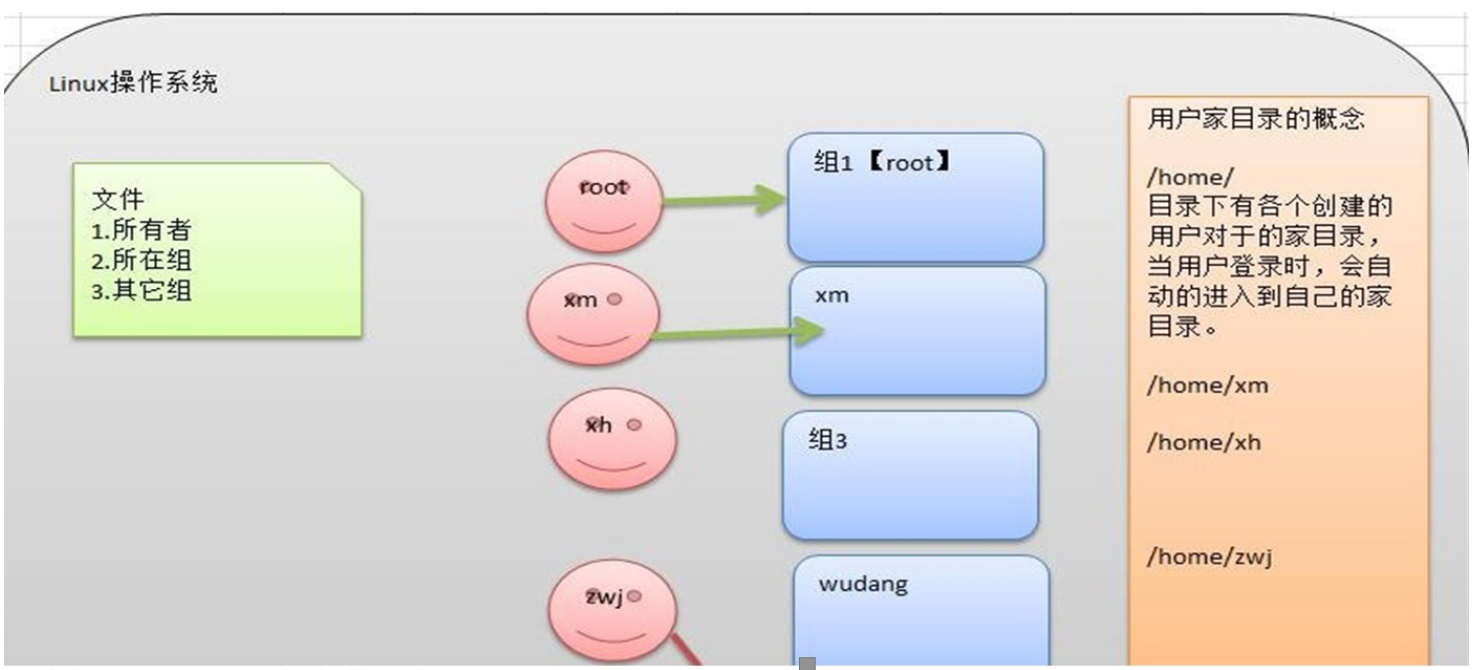 Linux操作系统
文件
1.所有者
2.所在组
3.其它组
root
xm
xh
zwj
组1【root】
xm
组3
wudang
用户家目录的概念
/home/
目录下有各个创建的
用户对于的家目录，
当用户登录时，会自
动的进入到自己的家
目录。
/home/xm
/home/xh
/home/zwj